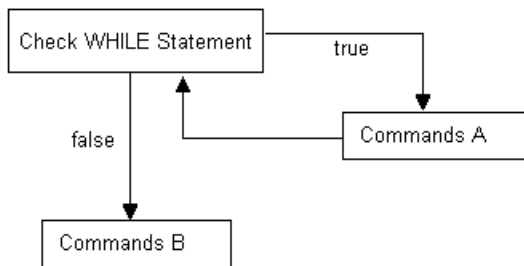 Check WHILE Statement
true
Commands A
false
Commands B